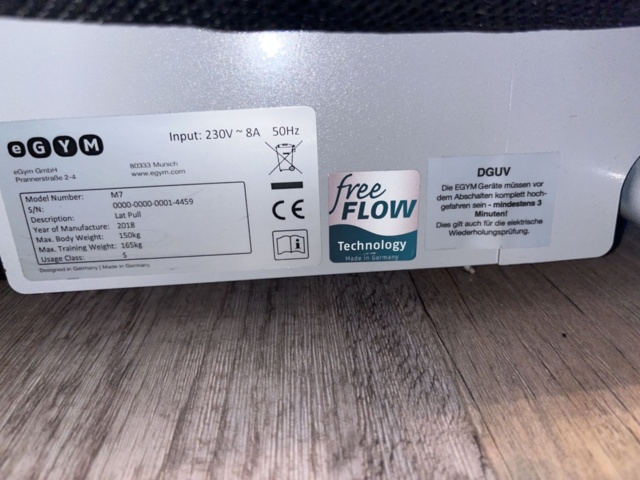 eGYM
Input: 230V ~ 8A 50Hz
eGym GmbH
Prannerstraße 2-4
80333 Munich
www.egym.com
Model Number: M7
S/N: 0000-0000-0001-4459
Description: Lat Pull
Year of Manufacture: 2018
Max. Body Weight: 150kg
Max. Training Weight: 165kg
Usage Class: S
Designed in Germany | Made in Germany
CE
free
FLOW
Technology
Made in Germany
DGUV
Die EGYM Geräte müssen vor
dem Abschalten komplett hoch-
gefahren sein - mindestens 3
Minuten!
Dies gilt auch für die elektrische
Wiederholungsprüfung.